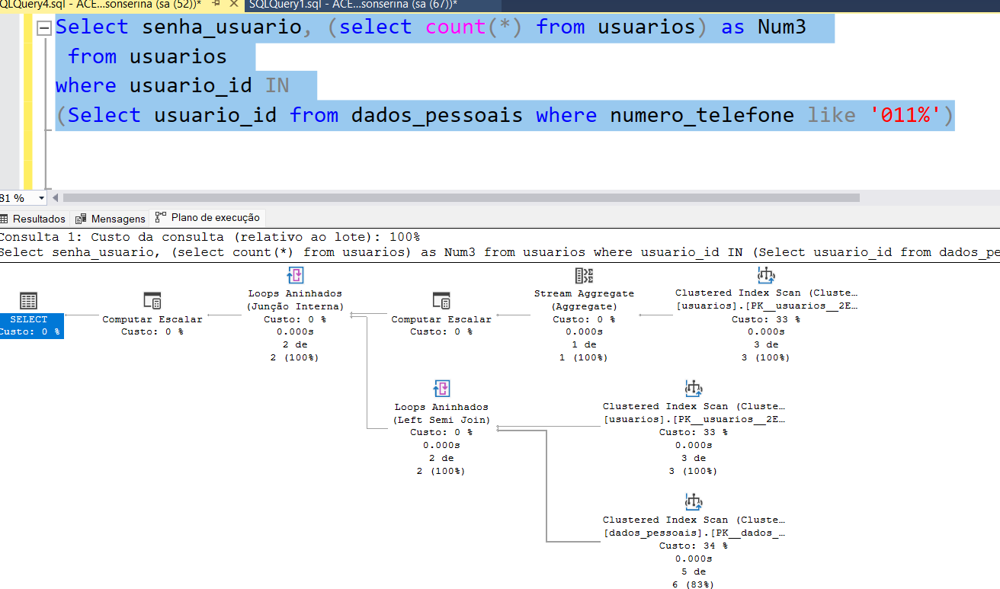 QLQuery4.sql - ACE...sonserina (sa (52))*
SQLQuery1.sql - ACE...sonserina (sa (67))*
Select senha_usuario, (select count(*) from usuarios) as Num3
from usuarios
where usuario_id IN
(Select usuario_id from dados_pessoais where numero_telefone like '011%')
81 %
Resultados
Mensagens
Plano de execução
Consulta 1: Custo da consulta (relativo ao lote): 100%
Select senha_usuario, (select count(*) from usuarios) as Num3 from usuarios where usuario_id IN (Select usuario_id from dados_pe
SELECT
Custo: 0 %
Computar Escalar
Custo: 0 %
Loops Aninhados
(Junção Interna)
Custo: 0 %
0.000s
2 de
2 (100%)
Computar Escalar
Custo: 0 %
Stream Aggregate
(Aggregate)
Custo: 0 %
0.000s
1 de
1 (100%)
Clustered Index Scan (Cluste…
[usuarios].[PK__usuarios__2E…
Custo: 33 %
0.000s
3 de
3 (100%)
Loops Aninhados
(Left Semi Join)
Custo: 0 %
0.000s
2 de
2 (100%)
Clustered Index Scan (Cluste…
[usuarios].[PK__usuarios__2E…
Custo: 33 %
0.000s
3 de
3 (100%)
Clustered Index Scan (Cluste…
[dados_pessoais].[PK__dados_…
Custo: 34 %
0.000s
5 de
6 (83%)